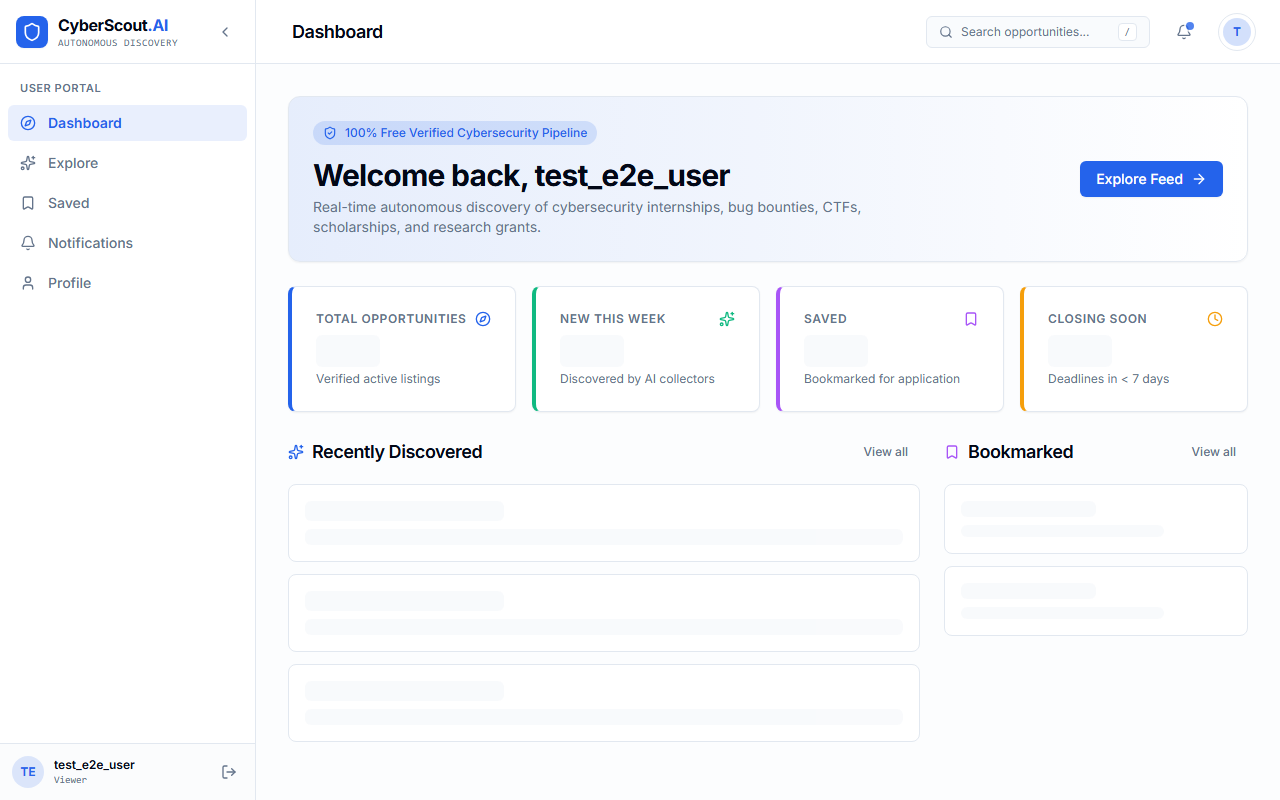 CyberScout.AI
AUTONOMOUS DISCOVERY
Dashboard
Search opportunities...
/
T
USER PORTAL
Dashboard
Explore
Saved
Notifications
Profile
100% Free Verified Cybersecurity Pipeline
Welcome back, test_e2e_user
Real-time autonomous discovery of cybersecurity internships, bug bounties, CTFs,
scholarships, and research grants.
Explore Feed
TOTAL OPPORTUNITIES
Verified active listings
NEW THIS WEEK
Discovered by AI collectors
SAVED
Bookmarked for application
CLOSING SOON
Deadlines in < 7 days
Recently Discovered
View all
Bookmarked
View all
TE
test_e2e_user
Viewer